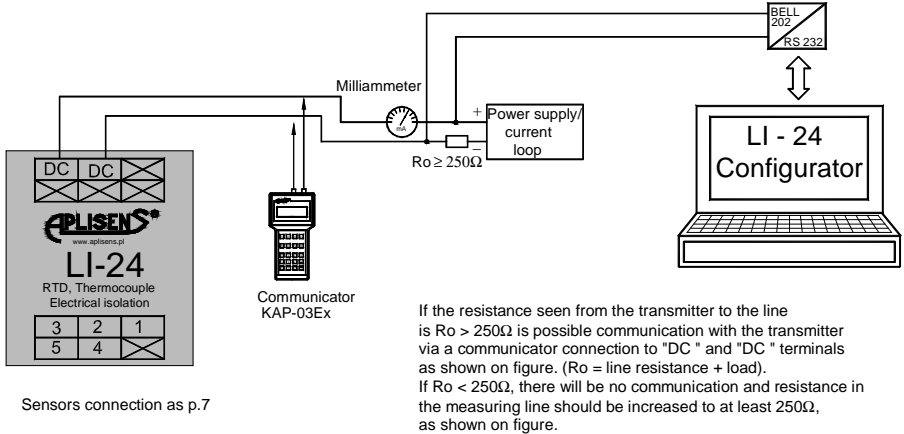 BELL
202
RS 232
Milliammeter
mA
+
Power supply/
current
loop
−
Ro ≥ 250Ω
LI - 24
Configurator
DC DC
APLISENS
www.aplisens.pl
LI-24
RTD, Thermocouple
Electrical isolation
3 2 1
5 4
Communicator
KAP-03Ex
Sensors connection as p.7
If the resistance seen from the transmitter to the line
is Ro > 250Ω is possible communication with the transmitter
via a communicator connection to "DC " and "DC " terminals
as shown on figure. (Ro = line resistance + load).
If Ro < 250Ω, there will be no communication and resistance in
the measuring line should be increased to at least 250Ω,
as shown on figure.